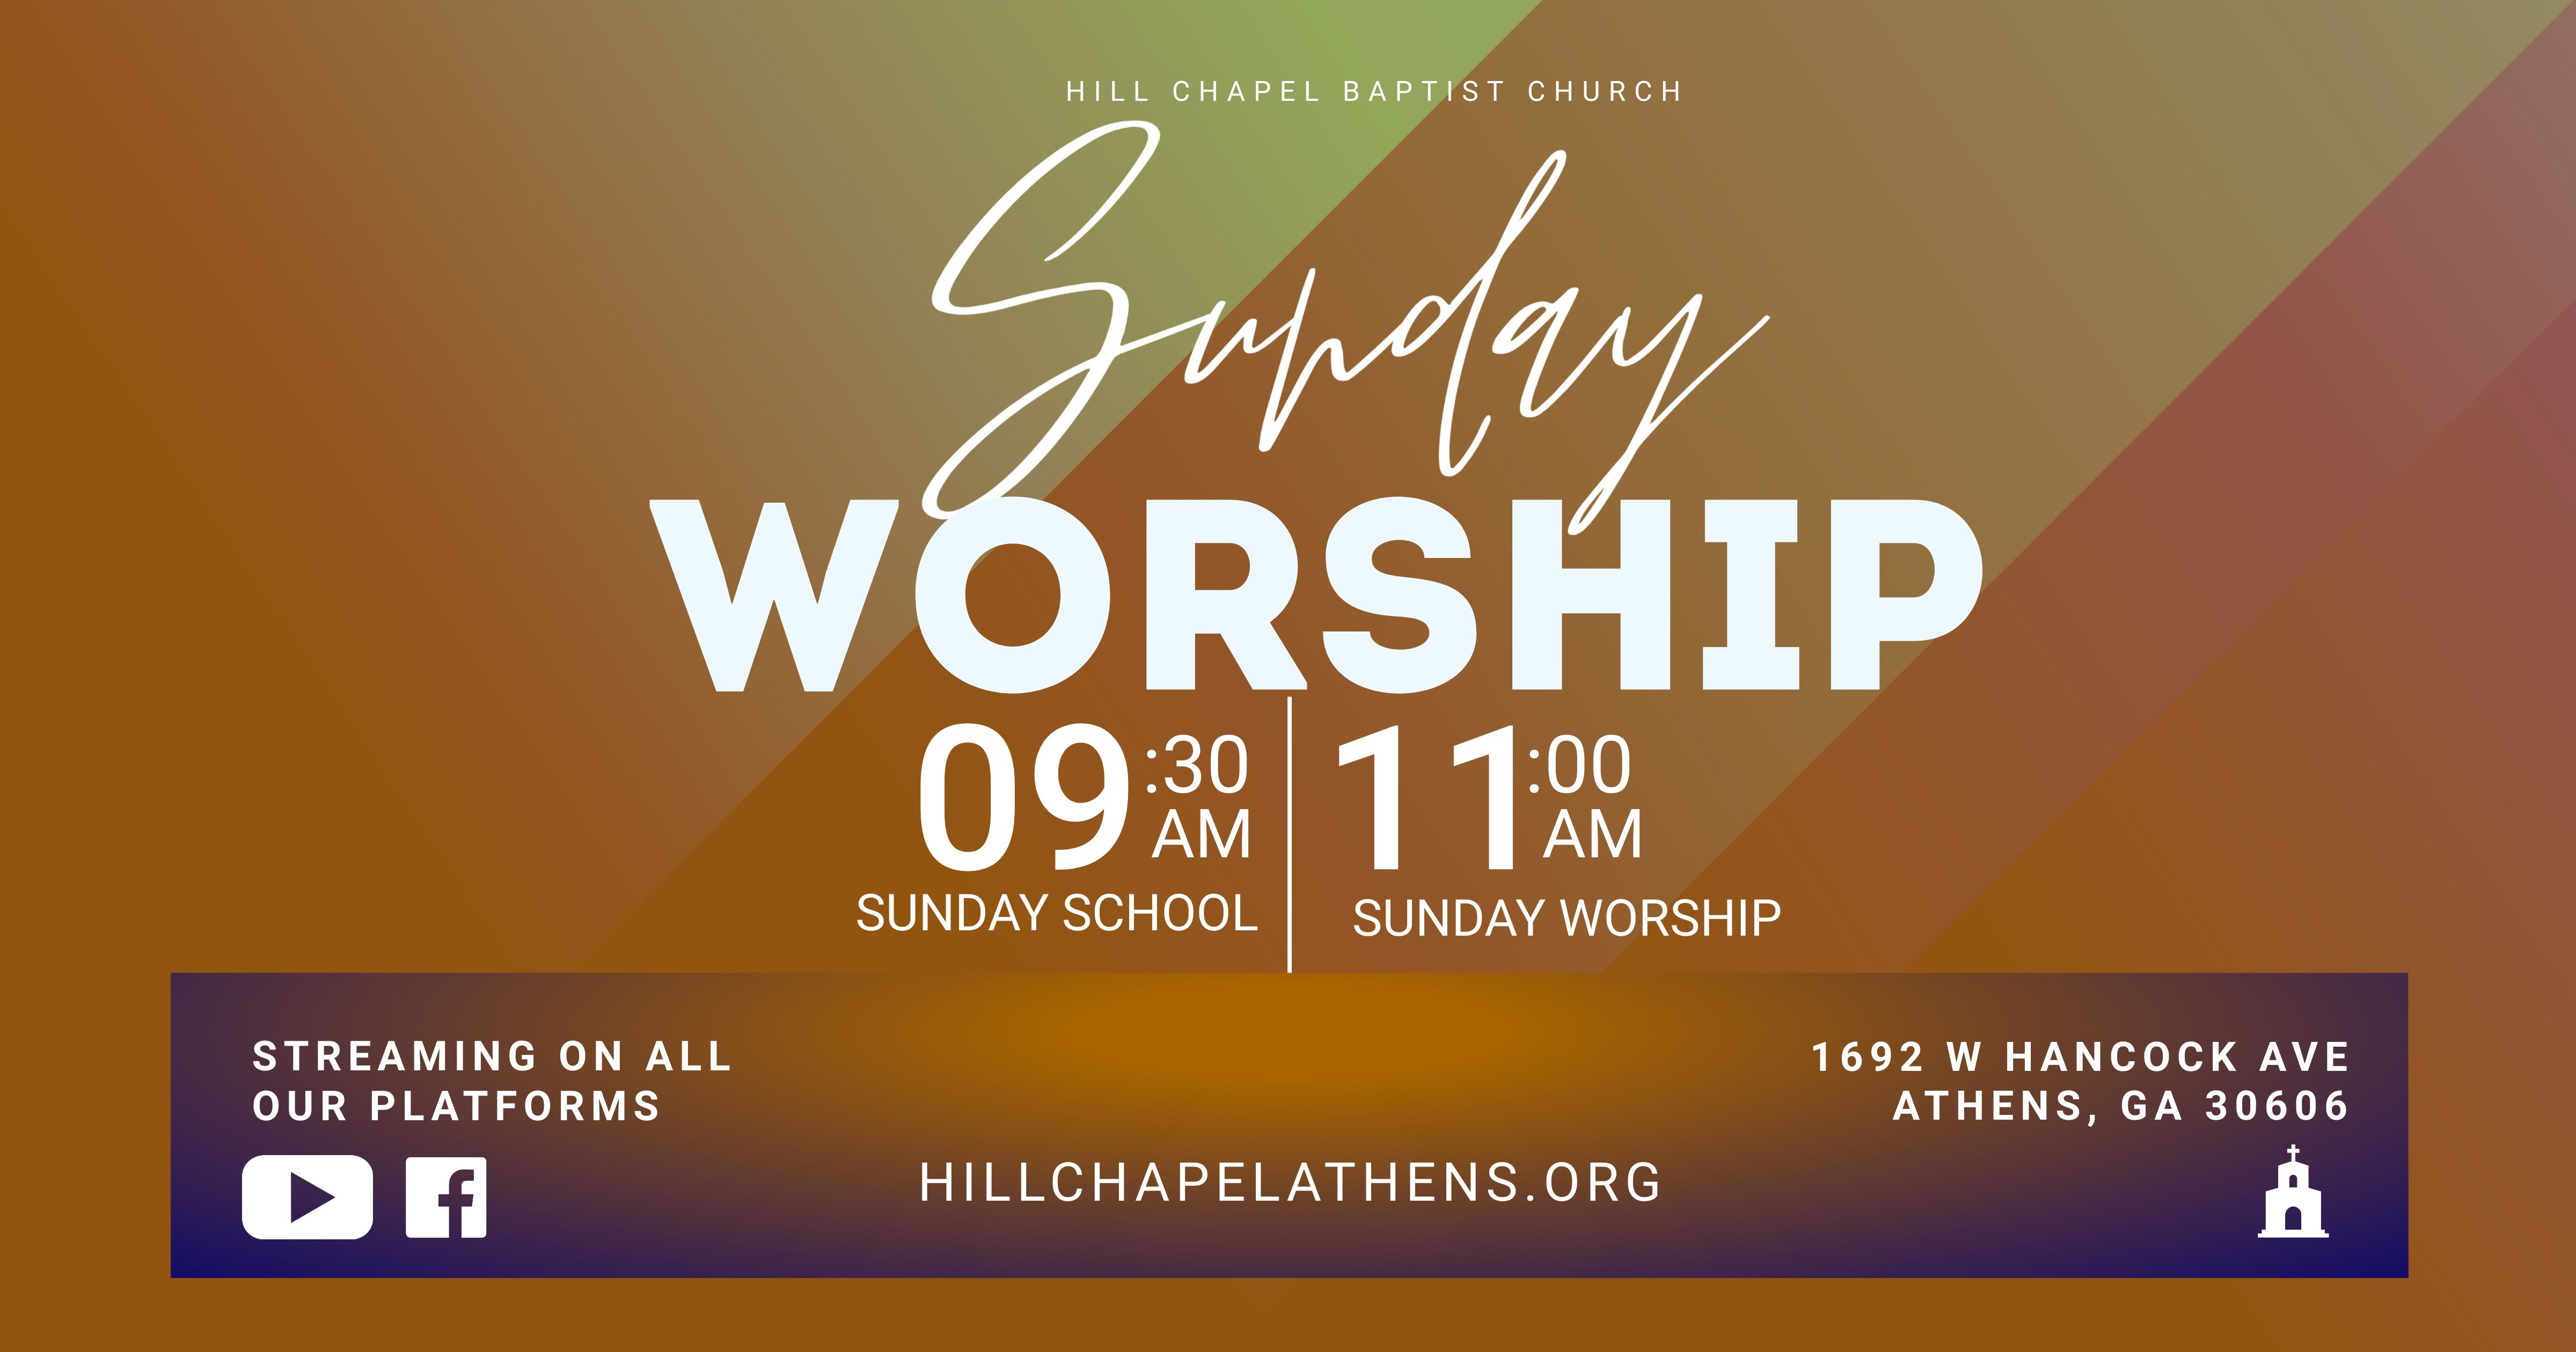 HILL CHAPEL BAPTIST CHURCH
Sunday
WORSHIP
09:30 AM
SUNDAY SCHOOL
11:00 AM
SUNDAY WORSHIP
STREAMING ON ALL
OUR PLATFORMS
HILLCHAPELATHENS.ORG
1692 W HANCOCK AVE
ATHENS, GA 30606